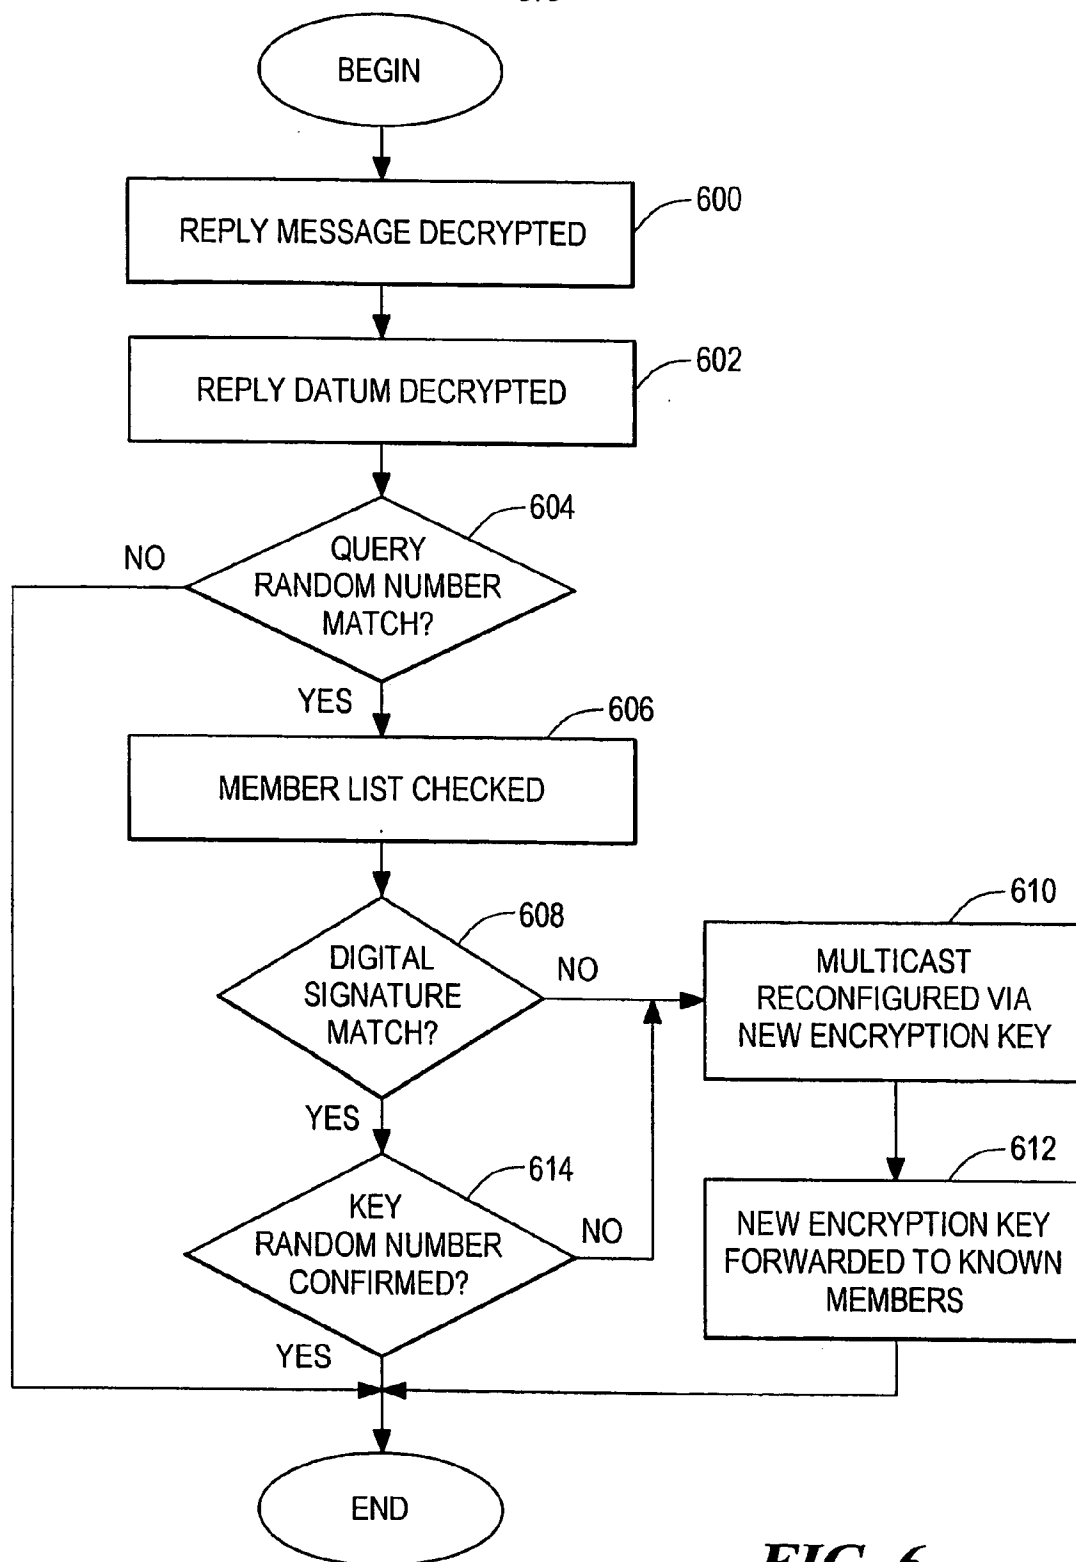 BEGIN
600
REPLY MESSAGE DECRYPTED
602
REPLY DATUM DECRYPTED
604
NO
QUERY
RANDOM NUMBER
MATCH?
YES
606
MEMBER LIST CHECKED
608
DIGITAL
SIGNATURE
MATCH?
NO
610
MULTICAST
RECONFIGURED VIA
NEW ENCRYPTION KEY
YES
614
KEY
RANDOM NUMBER
CONFIRMED?
NO
612
NEW ENCRYPTION KEY
FORWARDED TO KNOWN
MEMBERS
YES
END
FIG. 6